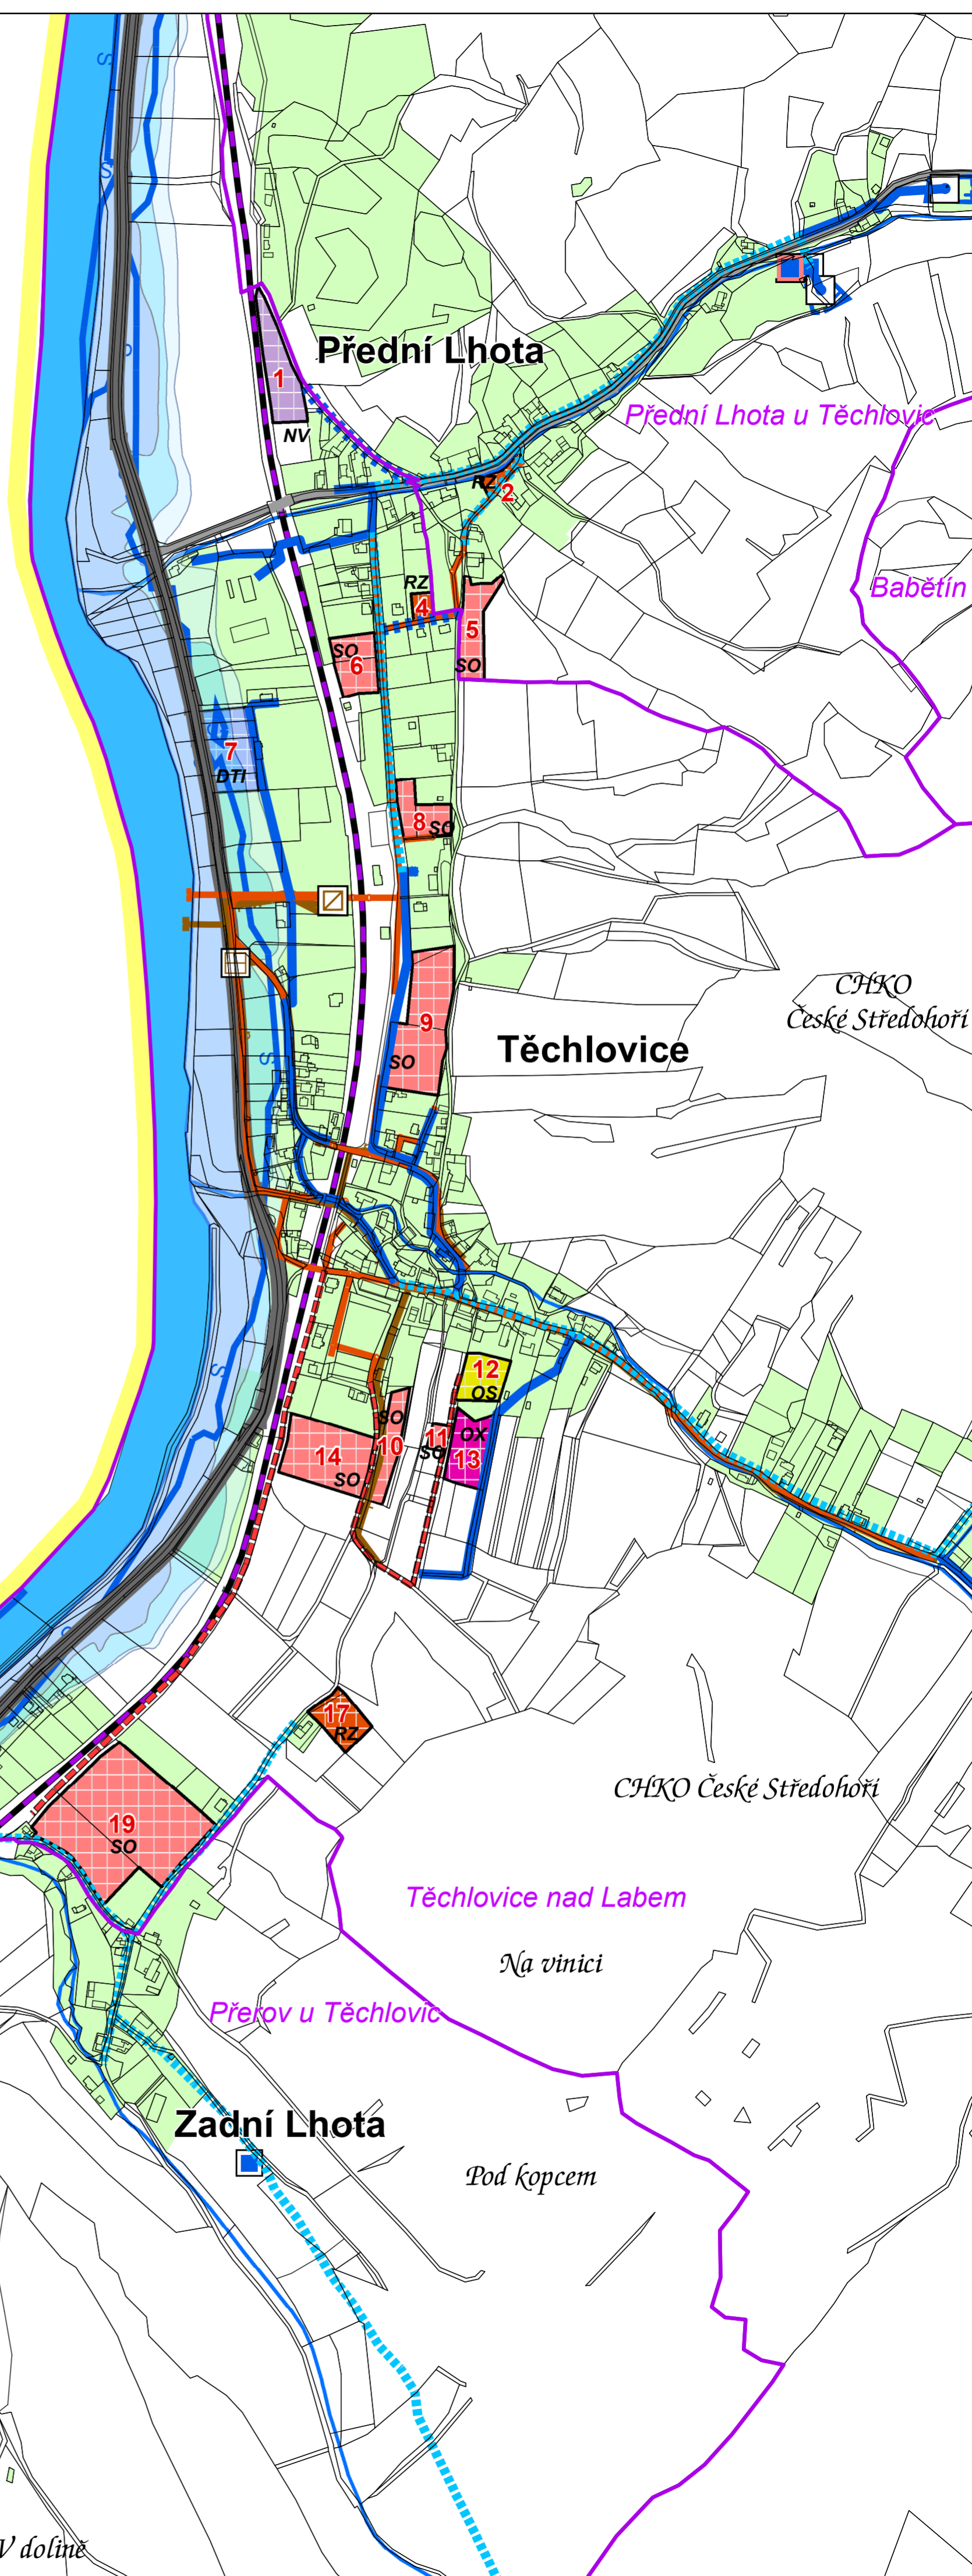 S
S
Přední Lhota
1
NV
Přední Lhota u Těchlovic
RZ
2
Babětín
RZ
4
5
SO
SO
6
7
DTI
8
SO
CHKO
České Středohoří
9
SO
Těchlovice
S
S
12
OS
SO
11
SO
OX
10
13
14
SO
17
RZ
CHKO České Středohoří
19
SO
Těchlovice nad Labem
Na vinici
Přerov u Těchlovic
Zadní Lhota
Pod kopcem
V dolině